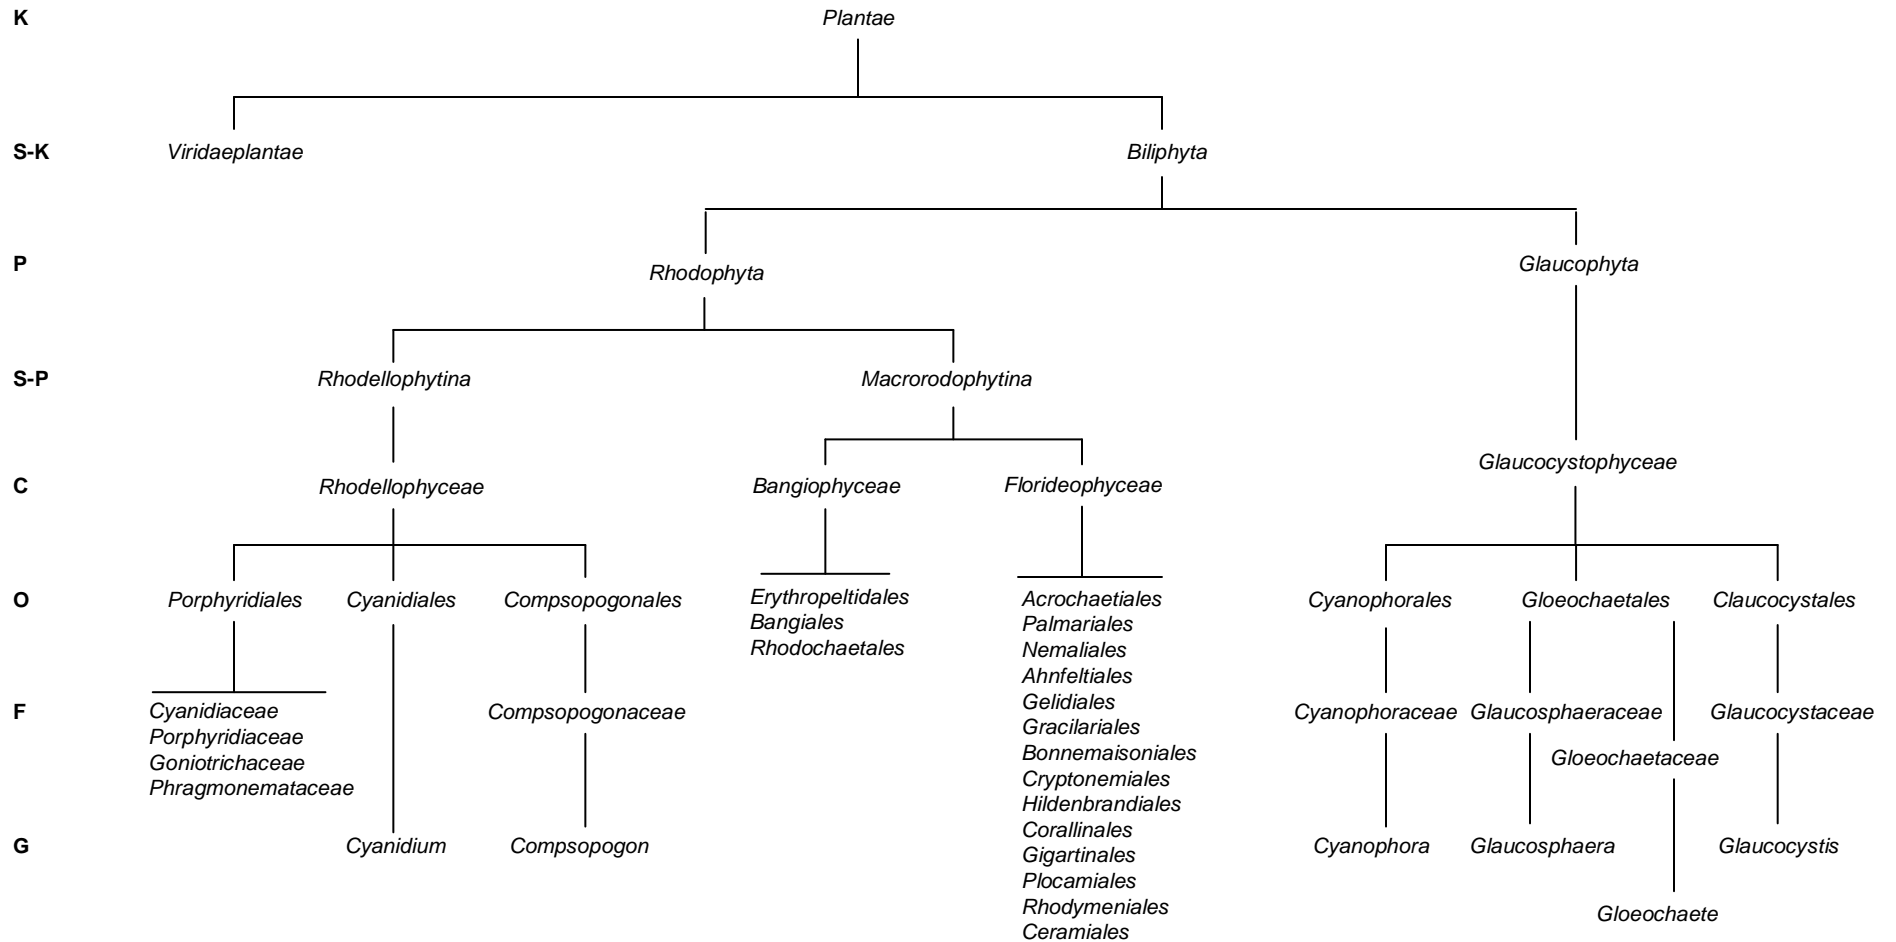 K
Plantae
S-K
Viridaeplantae
Biliphyta
P
Rhodophyta
Glaucophyta
S-P
Rhodellophytina
Macrorodophytina
C
Rhodellophyceae
Bangiophyceae
Florideophyceae
Glaucocystophyceae
O
Porphyridiales
Cyanidiales
Compsopogonales
Erythropeltidales
Bangiales
Rhodochaetales
Acrochaetiales
Palmariales
Nemaliales
Ahnfeltiales
Gelidiales
Gracilariales
Bonnemaisoniales
Cryptonemiales
Hildenbrandiales
Corallinales
Gigartinales
Plocamiales
Rhodymeniales
Ceramiales
Cyanophorales
Gloeochaetales
Claucocystales
F
Cyanidiaceae
Porphyridiaceae
Goniotrichaceae
Phragmonemataceae
Compsopogonaceae
Cyanophoraceae
Glaucosphaeraceae
Gloeochaetaceae
Glaucocystaceae
G
Cyanidium
Compsopogon
Cyanophora
Glaucosphaera
Glaucocystis
Gloeochaete